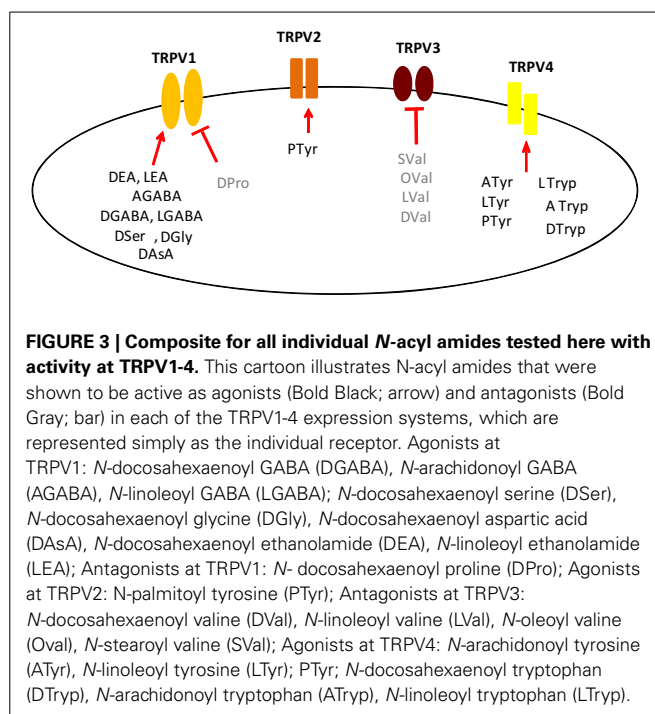 TRPV1
TRPV2
TRPV3
TRPV4
DEA, LEA
AGABA
DGABA, LGABA
DSer , DGly
DAsA
DPro
PTyr
SVal
OVal
LVal
DVal
ATyr
LTyr
PTyr
LTryp
A Tryp
DTryp
FIGURE 3 | Composite for all individual N-acyl amides tested here with
activity at TRPV1-4. This cartoon illustrates N-acyl amides that were
shown to be active as agonists (Bold Black; arrow) and antagonists (Bold
Gray; bar) in each of the TRPV1-4 expression systems, which are
represented simply as the individual receptor. Agonists at
TRPV1: N-docosahexaenoyl GABA (DGABA), N-arachidonoyl GABA
(AGABA), N-linoleoyl GABA (LGABA); N-docosahexaenoyl serine (DSer),
N-docosahexaenoyl glycine (DGly), N-docosahexaenoyl aspartic acid
(DAsA), N-docosahexaenoyl ethanolamide (DEA), N-linoleoyl ethanolamide
(LEA); Antagonists at TRPV1: N- docosahexaenoyl proline (DPro); Agonists
at TRPV2: N-palmitoyl tyrosine (PTyr); Antagonists at TRPV3:
N-docosahexaenoyl valine (DVal), N-linoleoyl valine (LVal), N-oleoyl valine
(Oval), N-stearoyl valine (SVal); Agonists at TRPV4: N-arachidonoyl tyrosine
(ATyr), N-linoleoyl tyrosine (LTyr); PTyr; N-docosahexaenoyl tryptophan
(DTryp), N-arachidonoyl tryptophan (ATryp), N-linoleoyl tryptophan (LTryp).